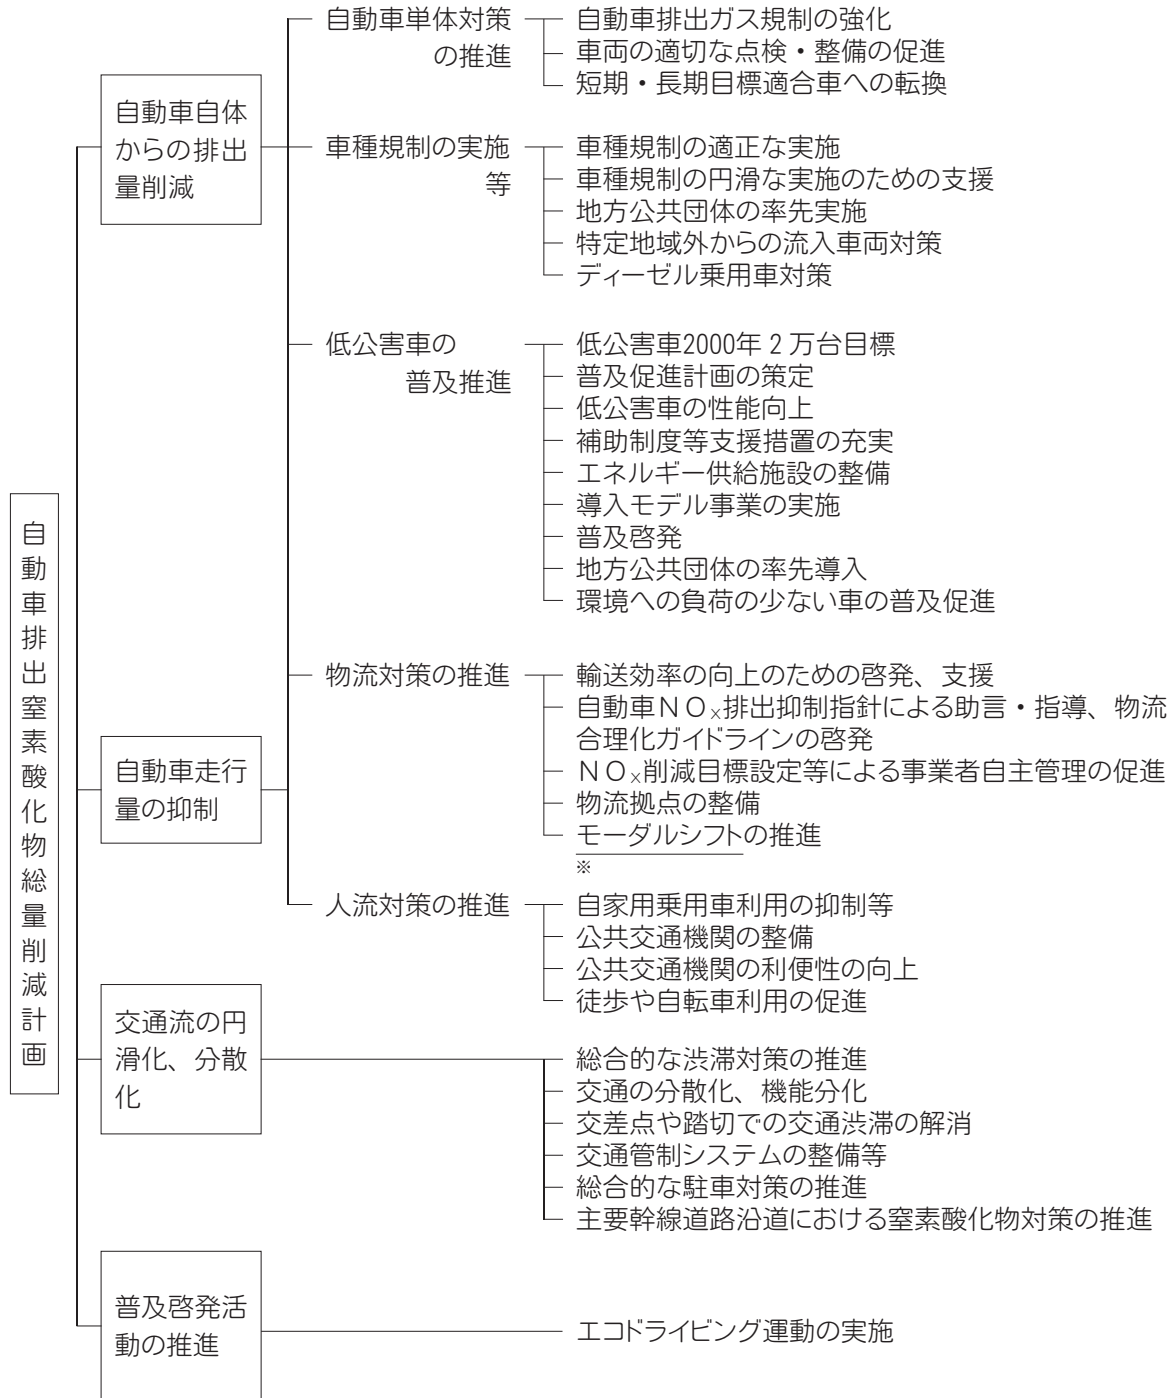 自動車排出窒素酸化物総量削減計画
自動車自体
からの排出
量削減
自動車単体対策
の推進
自動車排出ガス規制の強化
車両の適切な点検・整備の促進
短期・長期目標適合車への転換
車種規制の実施
等
車種規制の適正な実施
車種規制の円滑な実施のための支援
地方公共団体の率先実施
特定地域外からの流入車両対策
ディーゼル乗用車対策
低公害車の
普及推進
低公害車2000年2万台目標
普及促進計画の策定
低公害車の性能向上
補助制度等支援措置の充実
エネルギー供給施設の整備
導入モデル事業の実施
普及啓発
地方公共団体の率先導入
環境への負荷の少ない車の普及促進
自動車走行
量の抑制
物流対策の推進
輸送効率の向上のための啓発、支援
自動車ＮＯx排出抑制指針による助言・指導、物流
合理化ガイドラインの啓発
ＮＯx削減目標設定等による事業者自主管理の促進
物流拠点の整備
モーダルシフトの推進
※
人流対策の推進
自家用乗用車利用の抑制等
公共交通機関の整備
公共交通機関の利便性の向上
徒歩や自転車利用の促進
交通流の円
滑化、分散
化
総合的な渋滞対策の推進
交通の分散化、機能分化
交差点や踏切での交通渋滞の解消
交通管制システムの整備等
総合的な駐車対策の推進
主要幹線道路沿道における窒素酸化物対策の推進
普及啓発活
動の推進
エコドライビング運動の実施